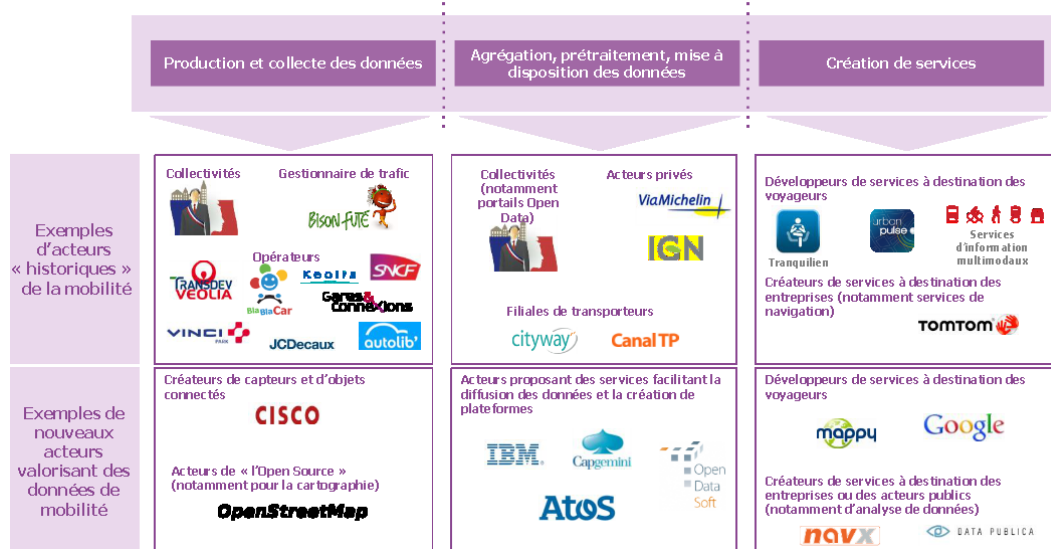 Production et collecte des données
Agrégation, prétraitement, mise à
disposition des données
Création de services
Exemples
d'acteurs
« historiques »
de la mobilité
Collectivités
Gestionnaire de trafic
BISON FUTÉ
Opérateurs
TRANSDEV
VEOLIA
BlaBlaCar
Keolis
SNCF
Gares &
Connexions
VINCI
PARK
JCDecaux
autolib'
Collectivités
(notamment
portails Open
Data)
Acteurs privés
ViaMichelin
IGN
Filiales de transporteurs
cityway
Canal TP
Développeurs de services à destination des
voyageurs
Tranquilien
urban
pulse
Services
d'information
multimodaux
Créateurs de services à destination des
entreprises (notamment services de
navigation)
TOMTOM
Exemples de
nouveaux
acteurs
valorisant des
données de
mobilité
Créateurs de capteurs et d'objets
connectés
CISCO
Acteurs de « l'Open Source »
(notamment pour la cartographie)
OpenStreetMap
Acteurs proposant des services facilitant la
diffusion des données et la création de
plateformes
IBM
Capgemini
Open
Data
Soft
Atos
Développeurs de services à destination des
voyageurs
mappy
Google
Créateurs de services à destination des
entreprises ou des acteurs publics
(notamment d'analyse de données)
navx
DATA PUBLICA